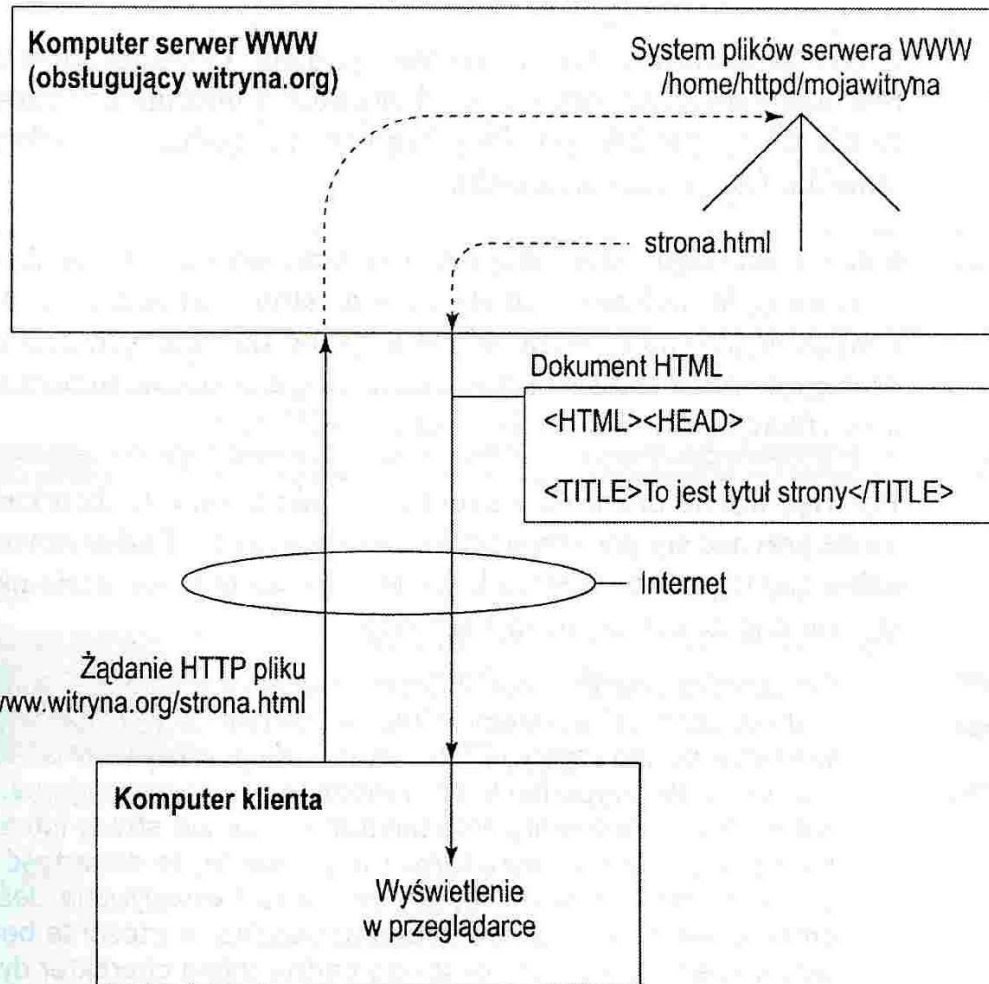 Komputer serwer WWW
(obsługujący witryna.org)
System plików serwera WWW
/home/httpd/mojawitryna
strona.html
Dokument HTML
<HTML><HEAD>
<TITLE>To jest tytuł strony</TITLE>
Internet
Żądanie HTTP pliku
www.witryna.org/strona.html
Komputer klienta
Wyświetlenie
w przeglądarce